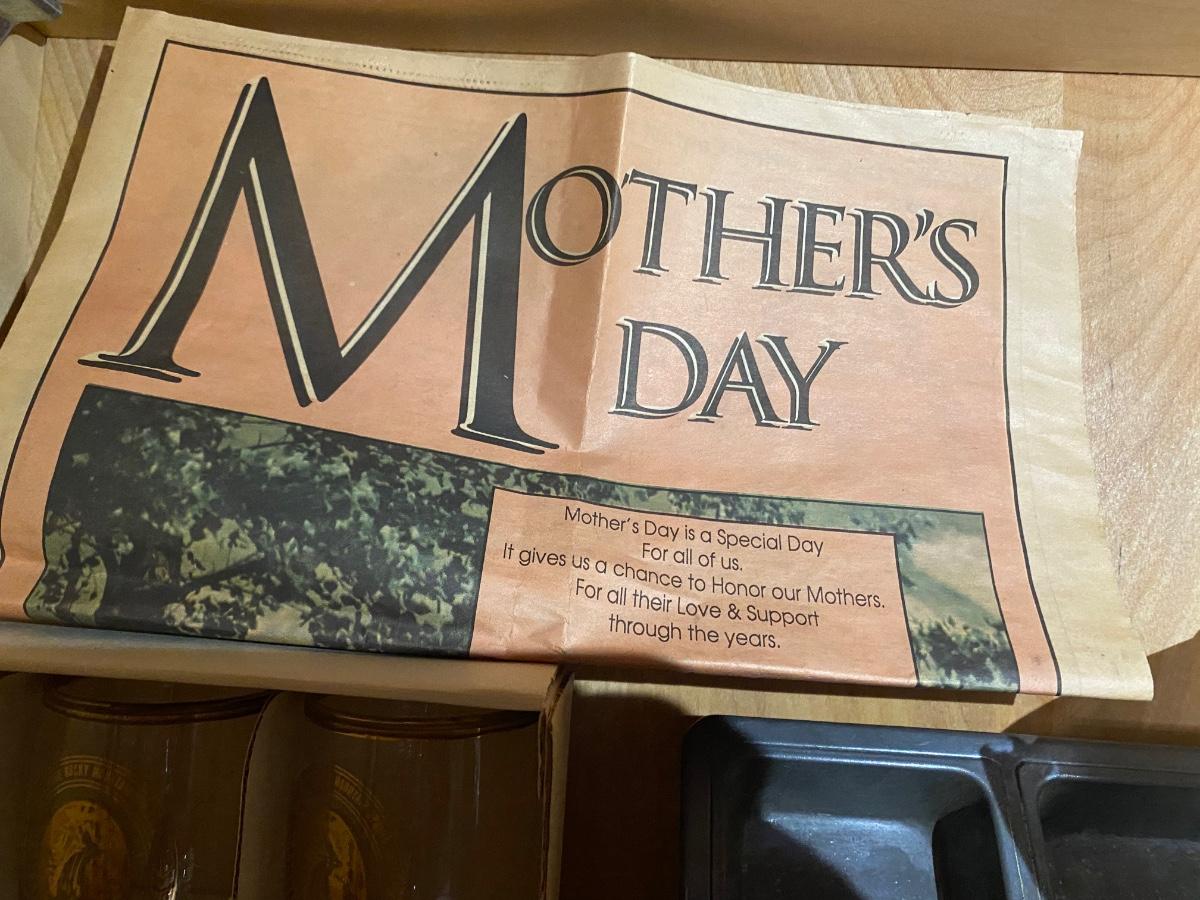 MOTHER'S
DAY
Mother's Day is a Special Day
For all of us.
It gives us a chance to Honor our Mothers.
For all their Love & Support
through the years.